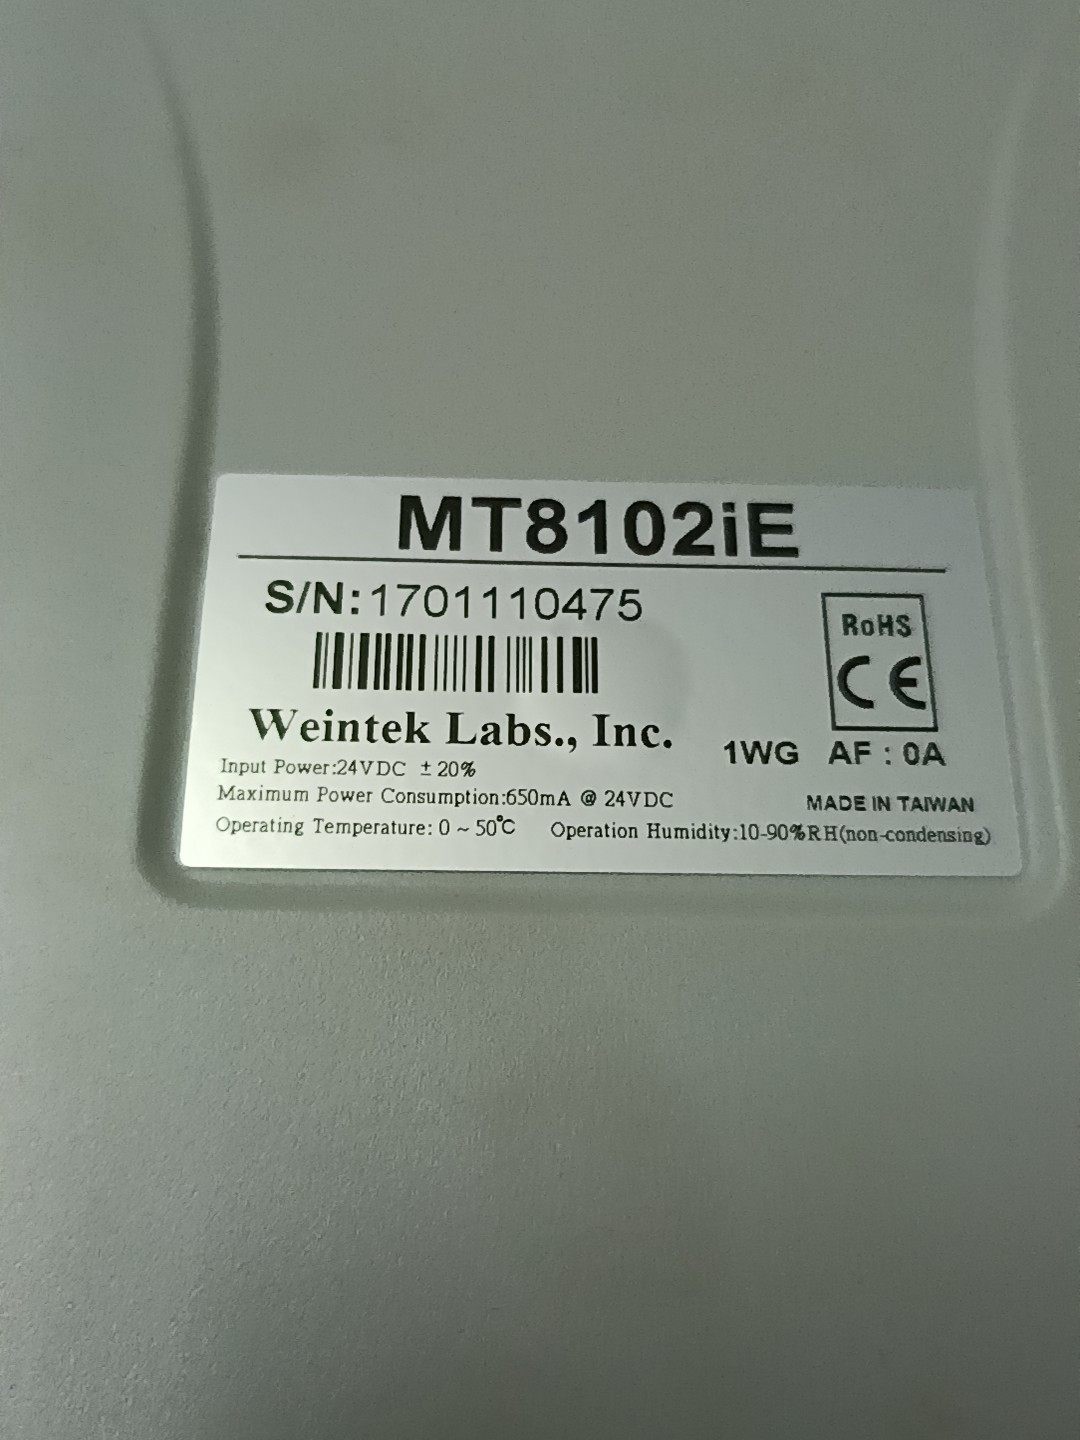 MT8102iE
S/N:1701110475
RoHS
CE
Weintek Labs., Inc.
1WG AF : 0A
Input Power:24VDC ±20%
Maximum Power Consumption:650mA @ 24VDC
MADE IN TAIWAN
Operating Temperature: 0 ~ 50°C Operation Humidity:10-90%RH(non-condensing)